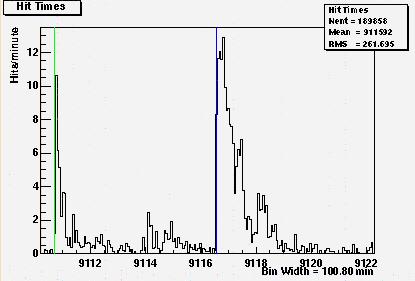 Hit Times
Hit Times
Nent = 189858
Mean = 911592
RMS = 261.695
Hits/minute
12
10
8
6
4
2
0
9112 9114 9116 9118 9120 9122
Bin Width = 100.80 min